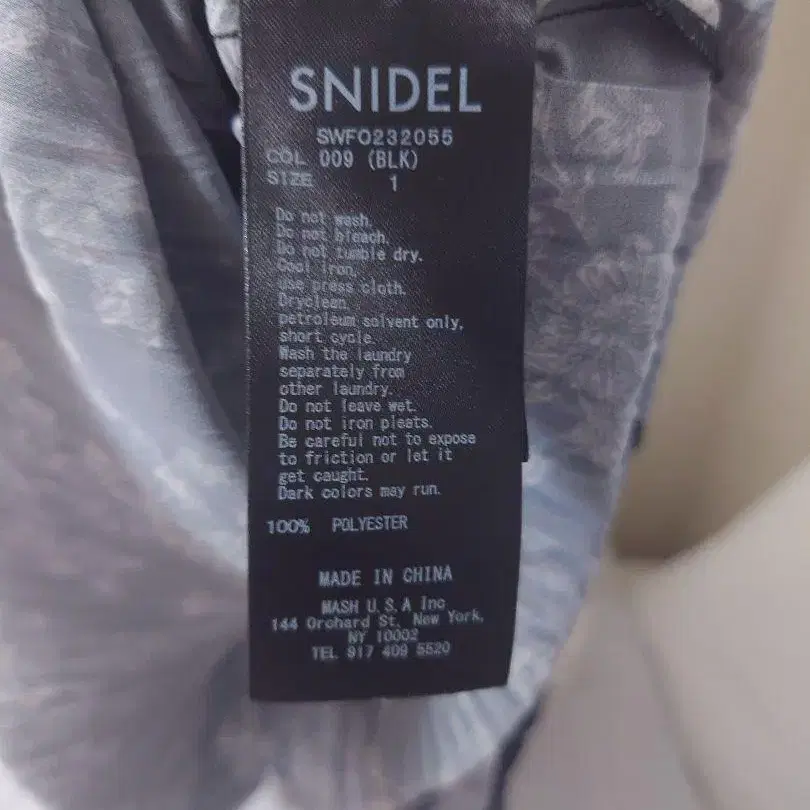 SNIDEL
SWFO232055
COL 009 (BLK)
SIZE 1
Do not wash.
Do not bleach.
Do not tumble dry.
Cool iron.
use press cloth.
Dryclean.
petroleum solvent only,
short cycle.
Wash the laundry
separately from
other laundry.
Do not leave wet.
Do not iron pleats.
Be careful not to expose
to friction or let it
get caught.
Dark colors may run.
100% POLYESTER
MADE IN CHINA
MASH U.S.A Inc
144 Orchard St, New York,
NY 10002
TEL 917 409 5520